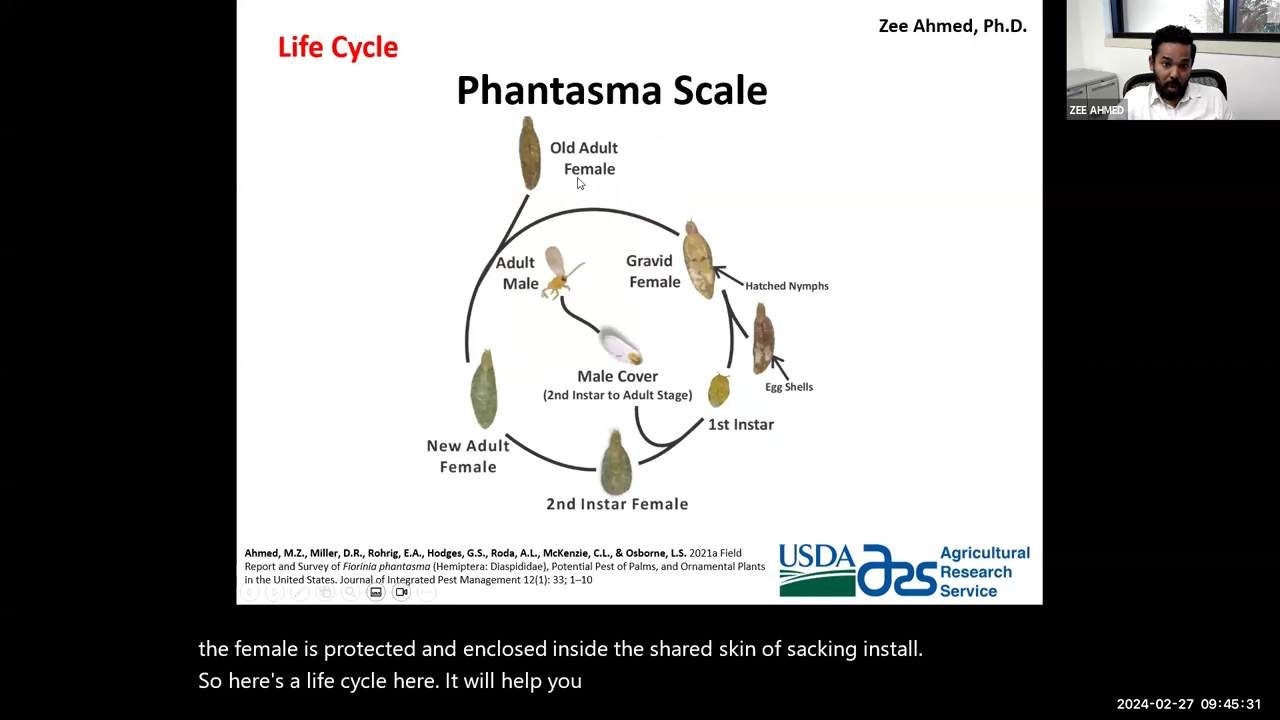 Zee Ahmed, Ph.D.
Life Cycle
Phantasma Scale
Old Adult
Female
Adult
Male
Gravid
Female
Hatched Nymphs
Egg Shells
Male Cover
(2nd Instar to Adult Stage)
1st Instar
New Adult
Female
2nd Instar Female
Ahmed, M.Z., Miller, D.R., Rohrig, E.A., Hodges, G.S., Roda, A.L., McKenzie, C.L., & Osborne, L.S. 2021a Field
Report and Survey of Fiorinia phantasma (Hemiptera: Diaspididae), Potential Pest of Palms, and Ornamental Plants
in the United States. Journal of Integrated Pest Management 12(1): 33; 1–10
USDA
ars
Agricultural
Research
Service
ZEE AHMED
the female is protected and enclosed inside the shared skin of sacking install.
So here's a life cycle here. It will help you
2024-02-27 09:45:31